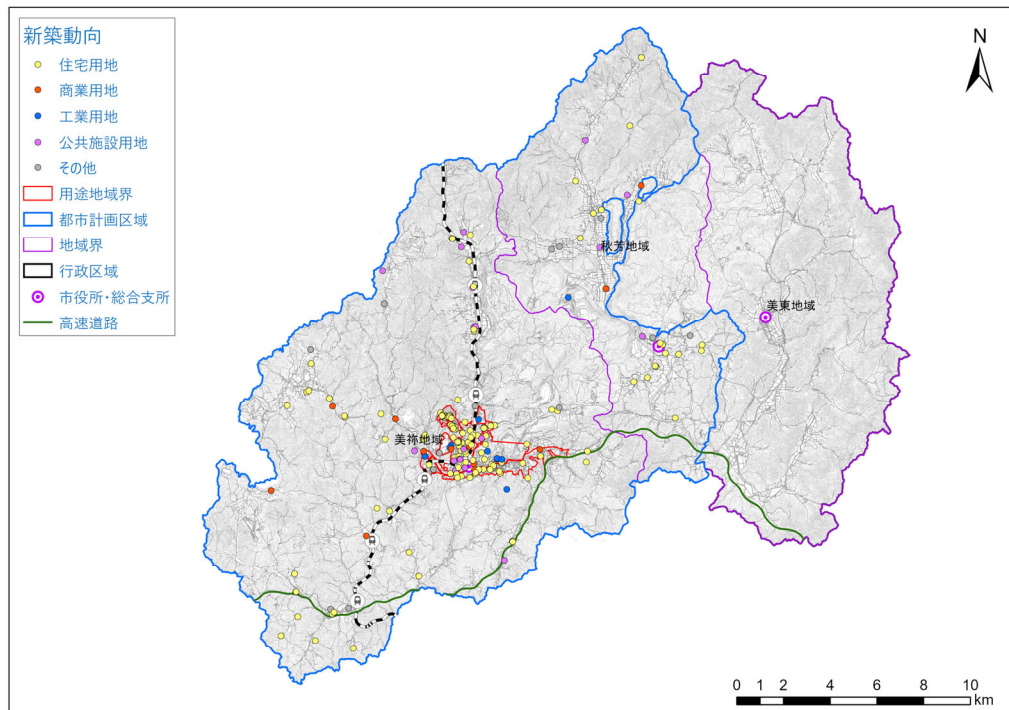 新築動向
住宅用地
商業用地
工業用地
公共施設用地
その他
用途地域界
都市計画区域
地域界
行政区域
市役所・総合支所
高速道路
N
秋芳地域
美東地域
美祢地域
0 1 2 4 6 8 10
km